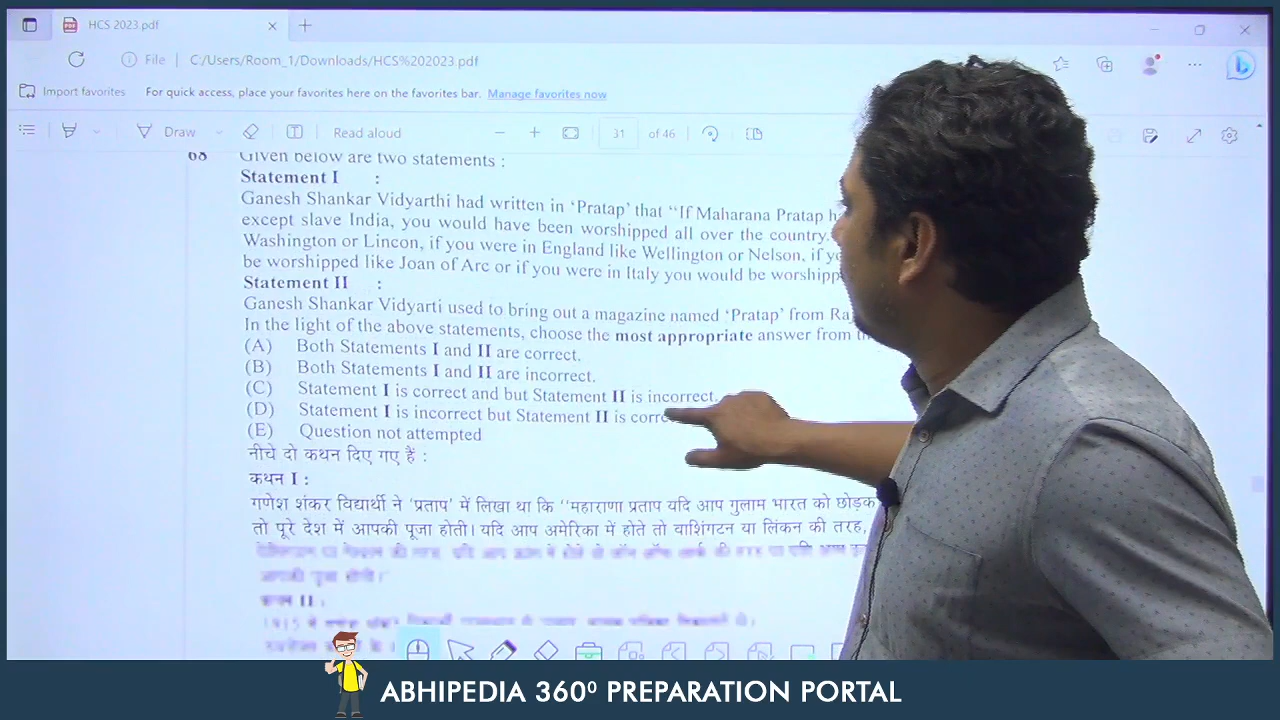 HCS 2023.pdf
File C:/Users/Room_1/Downloads/HCS%202023.pdf
Import favorites For quick access, place your favorites here on the favorites bar. Manage favorites now
Draw Read aloud 31 of 46
68 Given below are two statements :
Statement I :
Ganesh Shankar Vidyarthi had written in ‘Pratap’ that “If Maharana Pratap
except slave India, you would have been worshipped all over the country.
Washington or Lincon, if you were in England like Wellington or Nelson, if
be worshipped like Joan of Arc or if you were in Italy you would be
Statement II :
Ganesh Shankar Vidyarti used to bring out a magazine named ‘Pratap’ from
In the light of the above statements, choose the most appropriate answer from
(A) Both Statements I and II are correct.
(B) Both Statements I and II are incorrect.
(C) Statement I is correct and but Statement II is incorrect.
(D) Statement I is incorrect but Statement II is
(E) Question not attempted
नीचे दो कथन दिए गए हैं :
कथन I :
गणेश शंकर विद्यार्थी ने ‘प्रताप’ में लिखा था कि “महाराणा प्रताप यदि आप गुलाम भारत को
तो पूरे देश में आपकी पूजा होती। यदि आप अमेरिका में होते तो वाशिंगटन या लिंकन की तरह,
ABHIPEDIA 360⁰ PREPARATION PORTAL